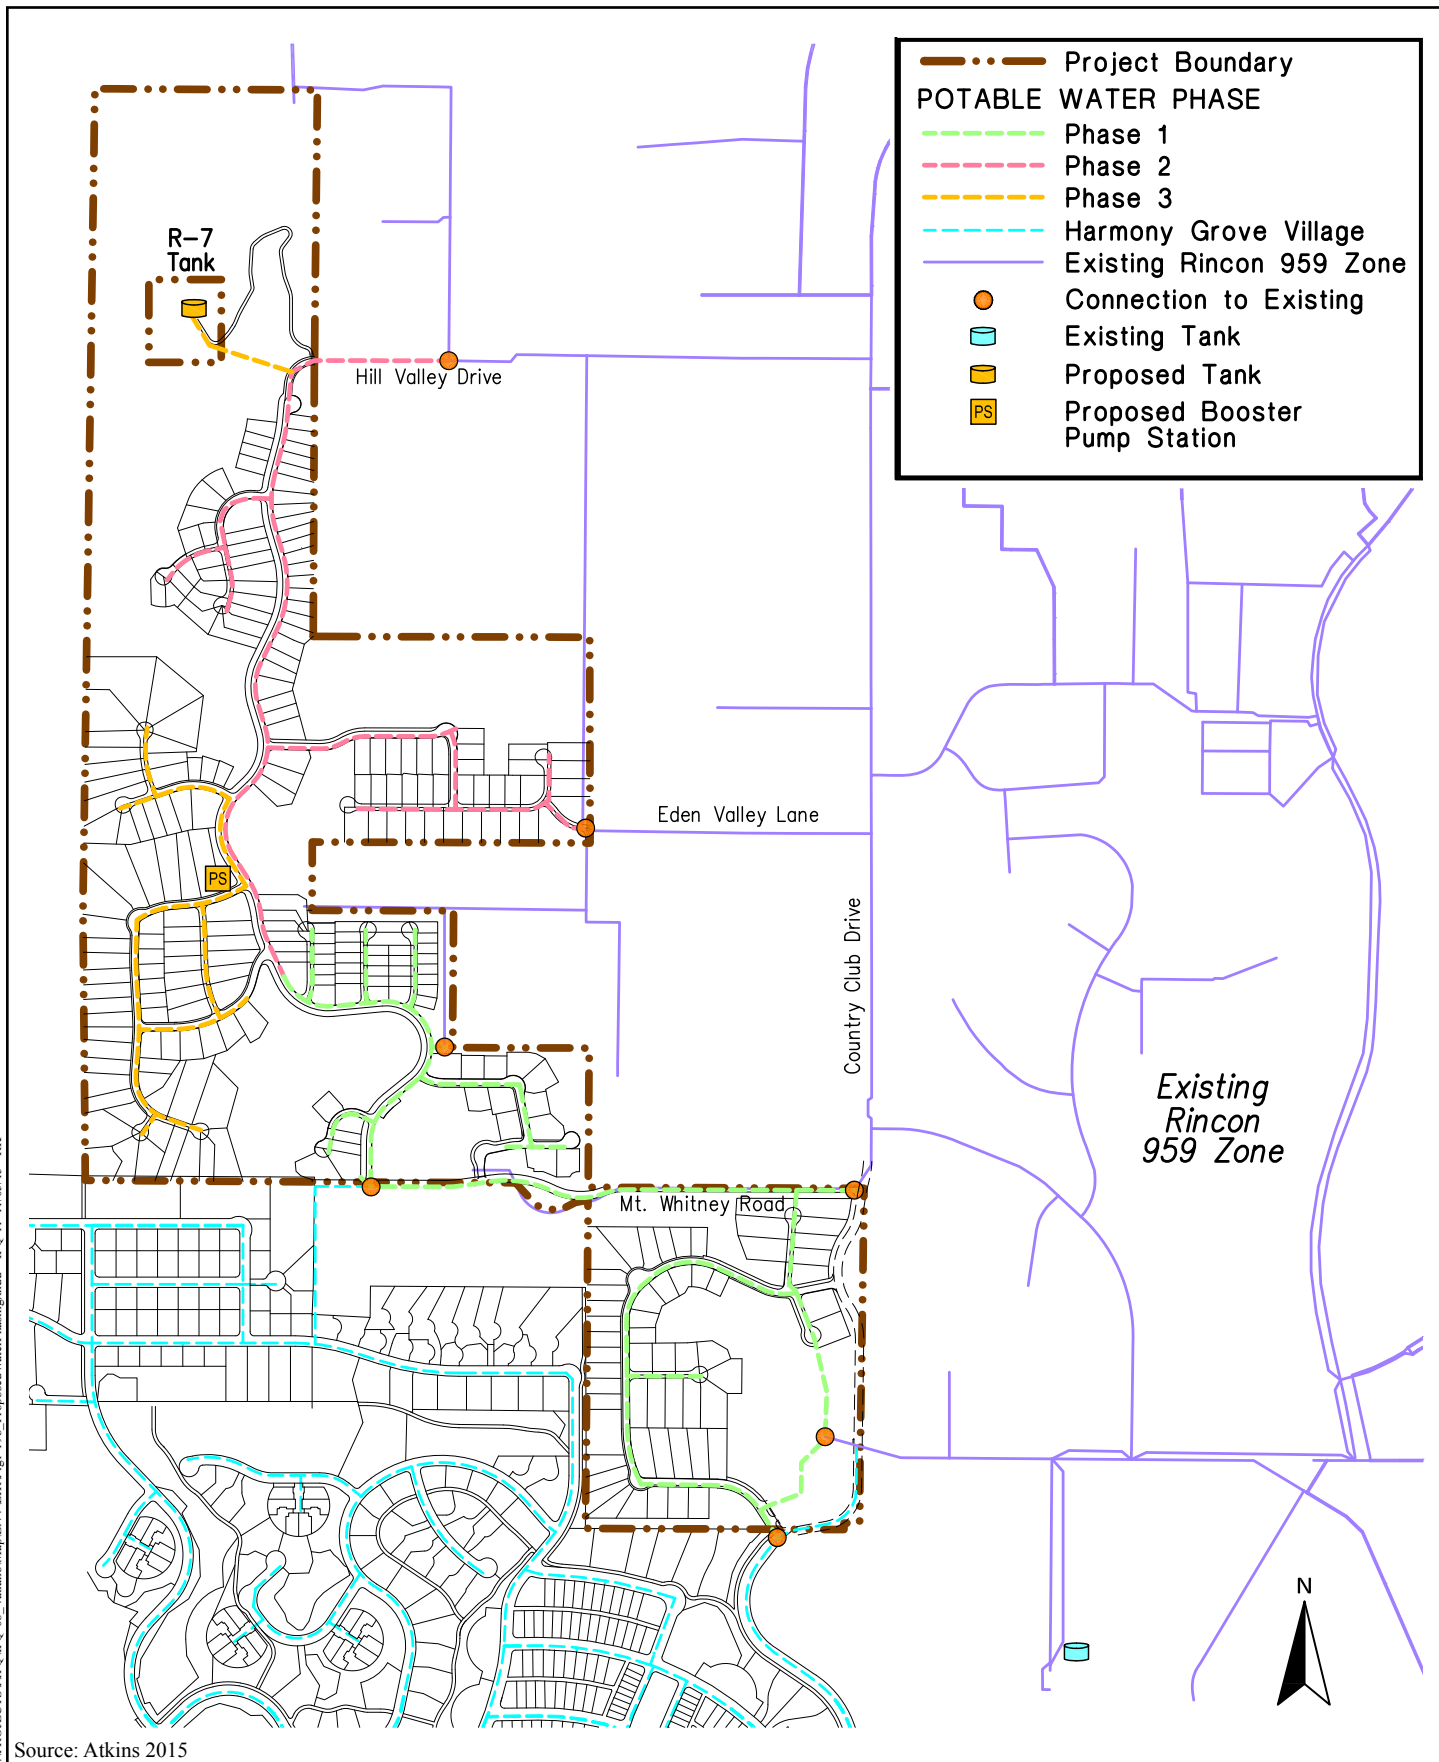 Project Boundary
POTABLE WATER PHASE
Phase 1
Phase 2
Phase 3
Harmony Grove Village
Existing Rincon 959 Zone
Connection to Existing
Existing Tank
Proposed Tank
PS
Proposed Booster
Pump Station
R-7
Tank
Hill Valley Drive
Eden Valley Lane
PS
Country Club Drive
Existing
Rincon
959 Zone
Mt. Whitney Road
N
Source: Atkins 2015